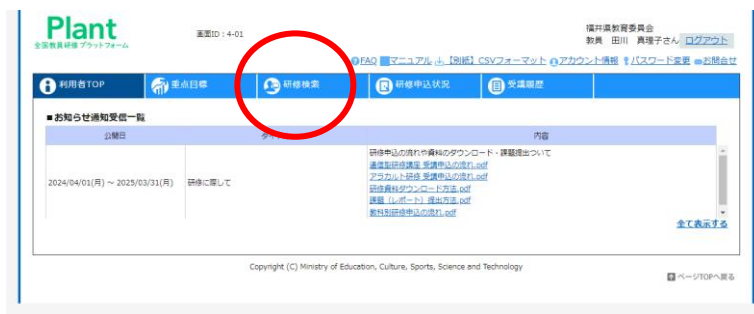 Plant
全国教員研修プラットフォーム
画面ID：4-01
福井県教育委員会
教員 田川 真理子さん ログアウト
FAQ マニュアル 【別紙】CSVフォーマット アカウント情報 パスワード変更 お問合せ
利用者TOP 重点目標 研修検索 研修申込状況 受講履歴
■お知らせ通知受信一覧
公開日 タイ 内容
研修申込の流れや資料のダウンロード・課題提出ついて
通信型研修講座 受講申込の流れ.pdf
アラカルト研修 受講申込の流れ.pdf
2024/04/01(月) ～ 2025/03/31(月) 研修に際して
研修資料ダウンロード方法.pdf
課題（レポート）提出方法.pdf
教科別研修申込の流れ.pdf
全て表示する
Copyright (C) Ministry of Education, Culture, Sports, Science and Technology
ページTOPへ戻る